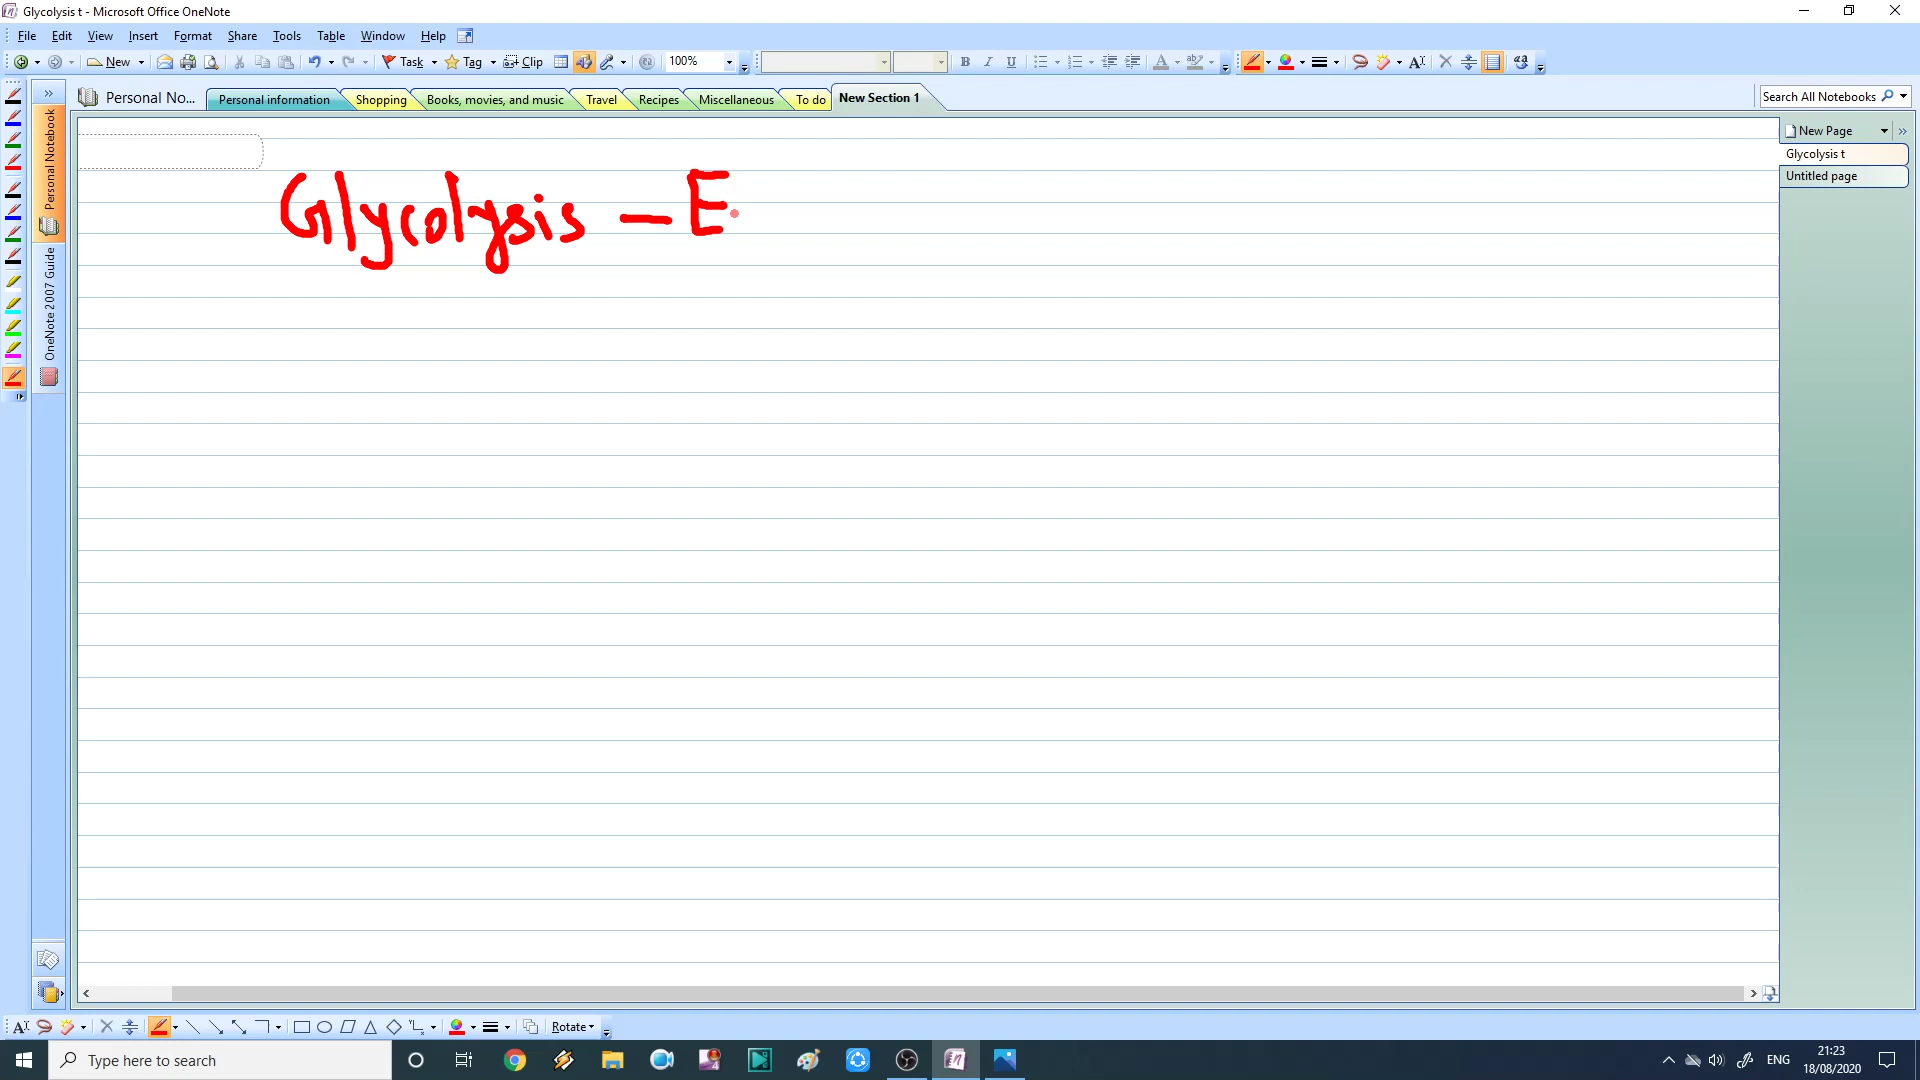 Glycolysis t - Microsoft Office OneNote
File Edit View Insert Format Share Tools Table Window Help
New Task Tag Clip 100% B I U
Personal No... Personal information Shopping Books, movies, and music Travel Recipes Miscellaneous To do New Section 1 Search All Notebooks
Personal Notebook
OneNote 2007 Guide
New Page
Glycolysis t
Untitled page
Glycolysis – E
Rotate
Type here to search
ENG
21:23
18/08/2020